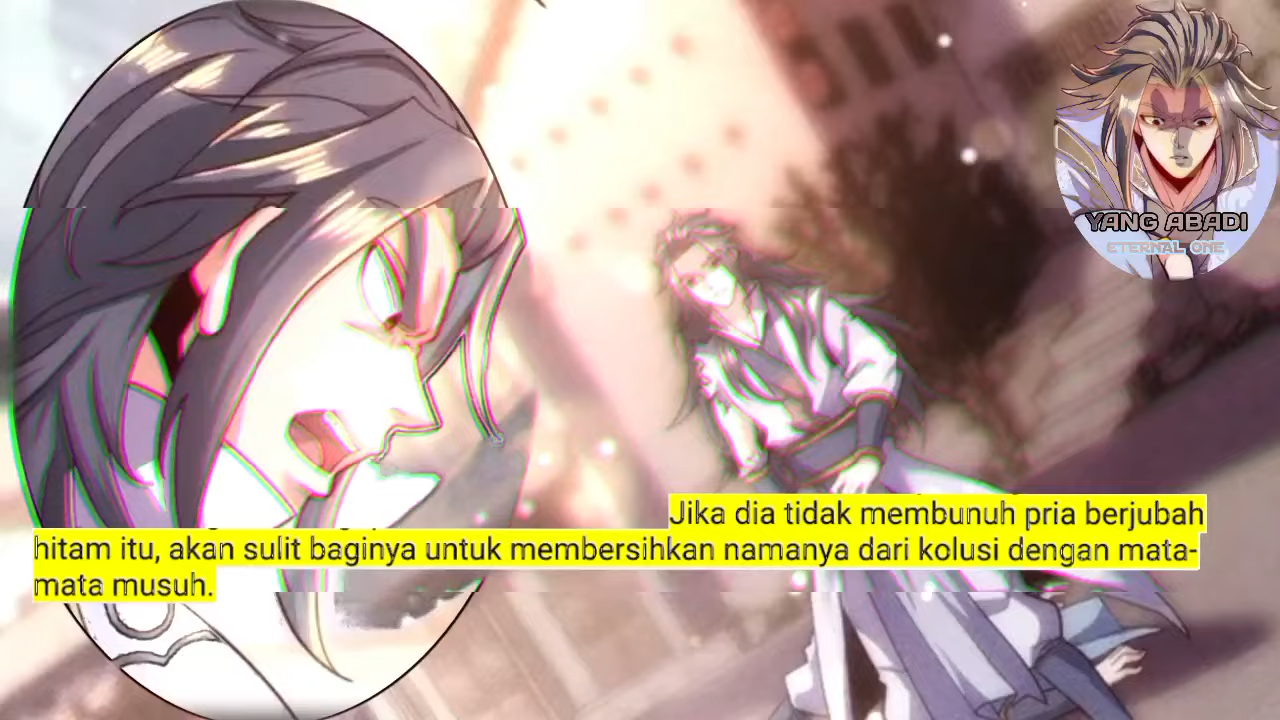 YANG ABADI
ETERNAL ONE
Jika dia tidak membunuh pria berjubah
hitam itu, akan sulit baginya untuk membersihkan namanya dari kolusi dengan mata-
mata musuh.